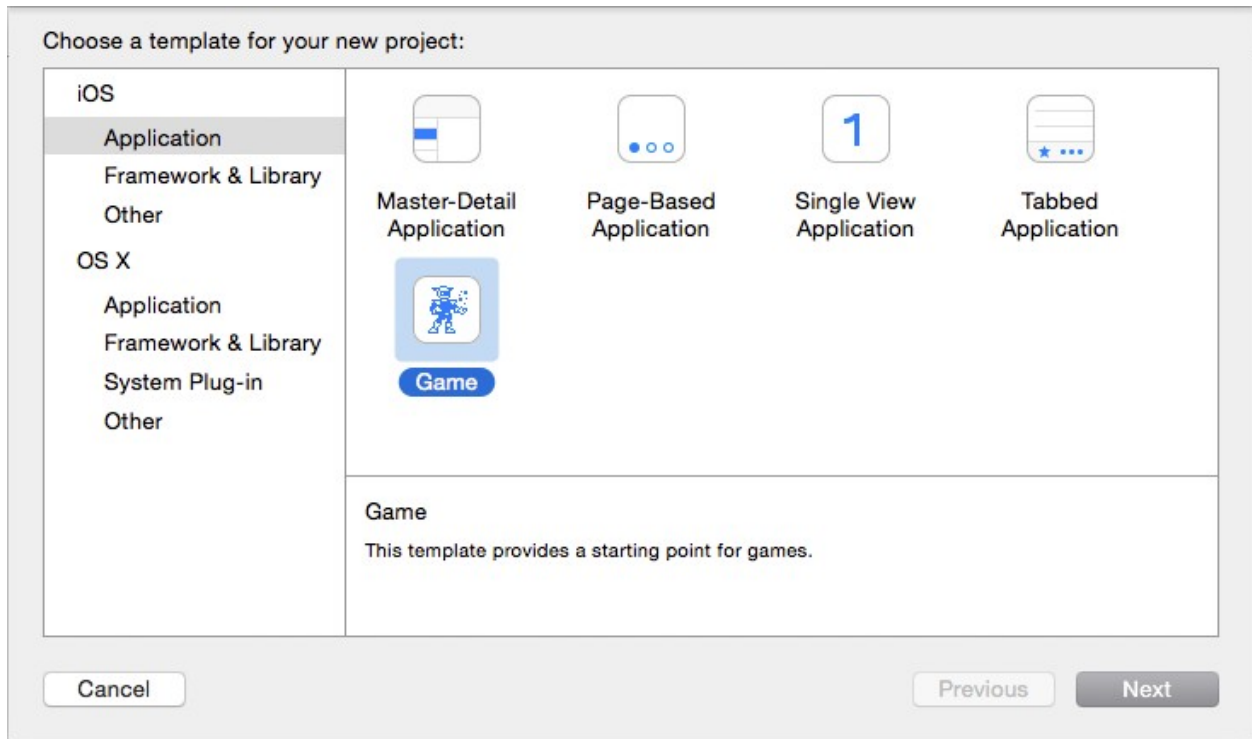 Choose a template for your new project:
iOS
Application
Framework & Library
Other
OS X
Application
Framework & Library
System Plug-in
Other
Master-Detail
Application
Page-Based
Application
1
Single View
Application
Tabbed
Application
Game
Game
This template provides a starting point for games.
Cancel
Previous
Next